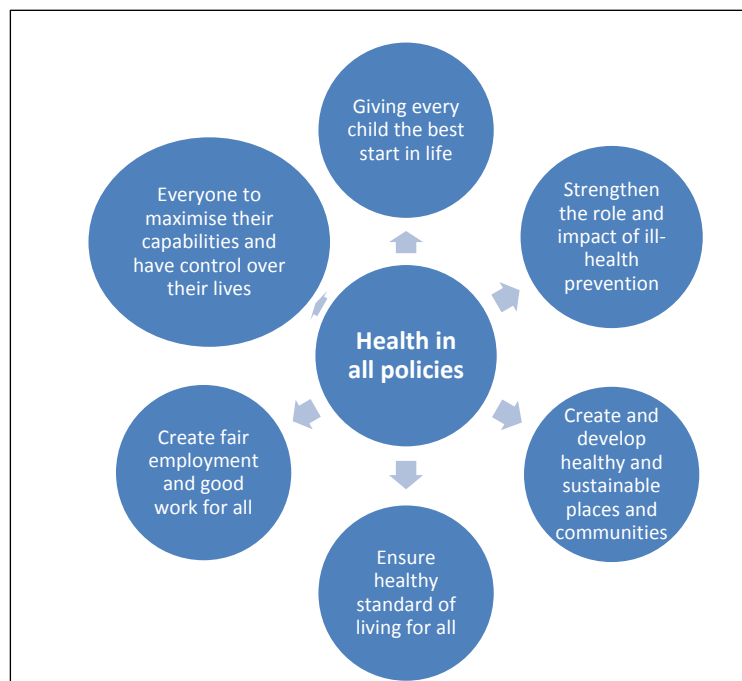 Giving every
child the best
start in life
Strengthen
the role and
impact of ill-
health
prevention
Create and
develop
healthy and
sustainable
places and
communities
Ensure
healthy
standard of
living for all
Create fair
employment
and good
work for all
Everyone to
maximise their
capabilities and
have control over
their lives
Health in
all policies